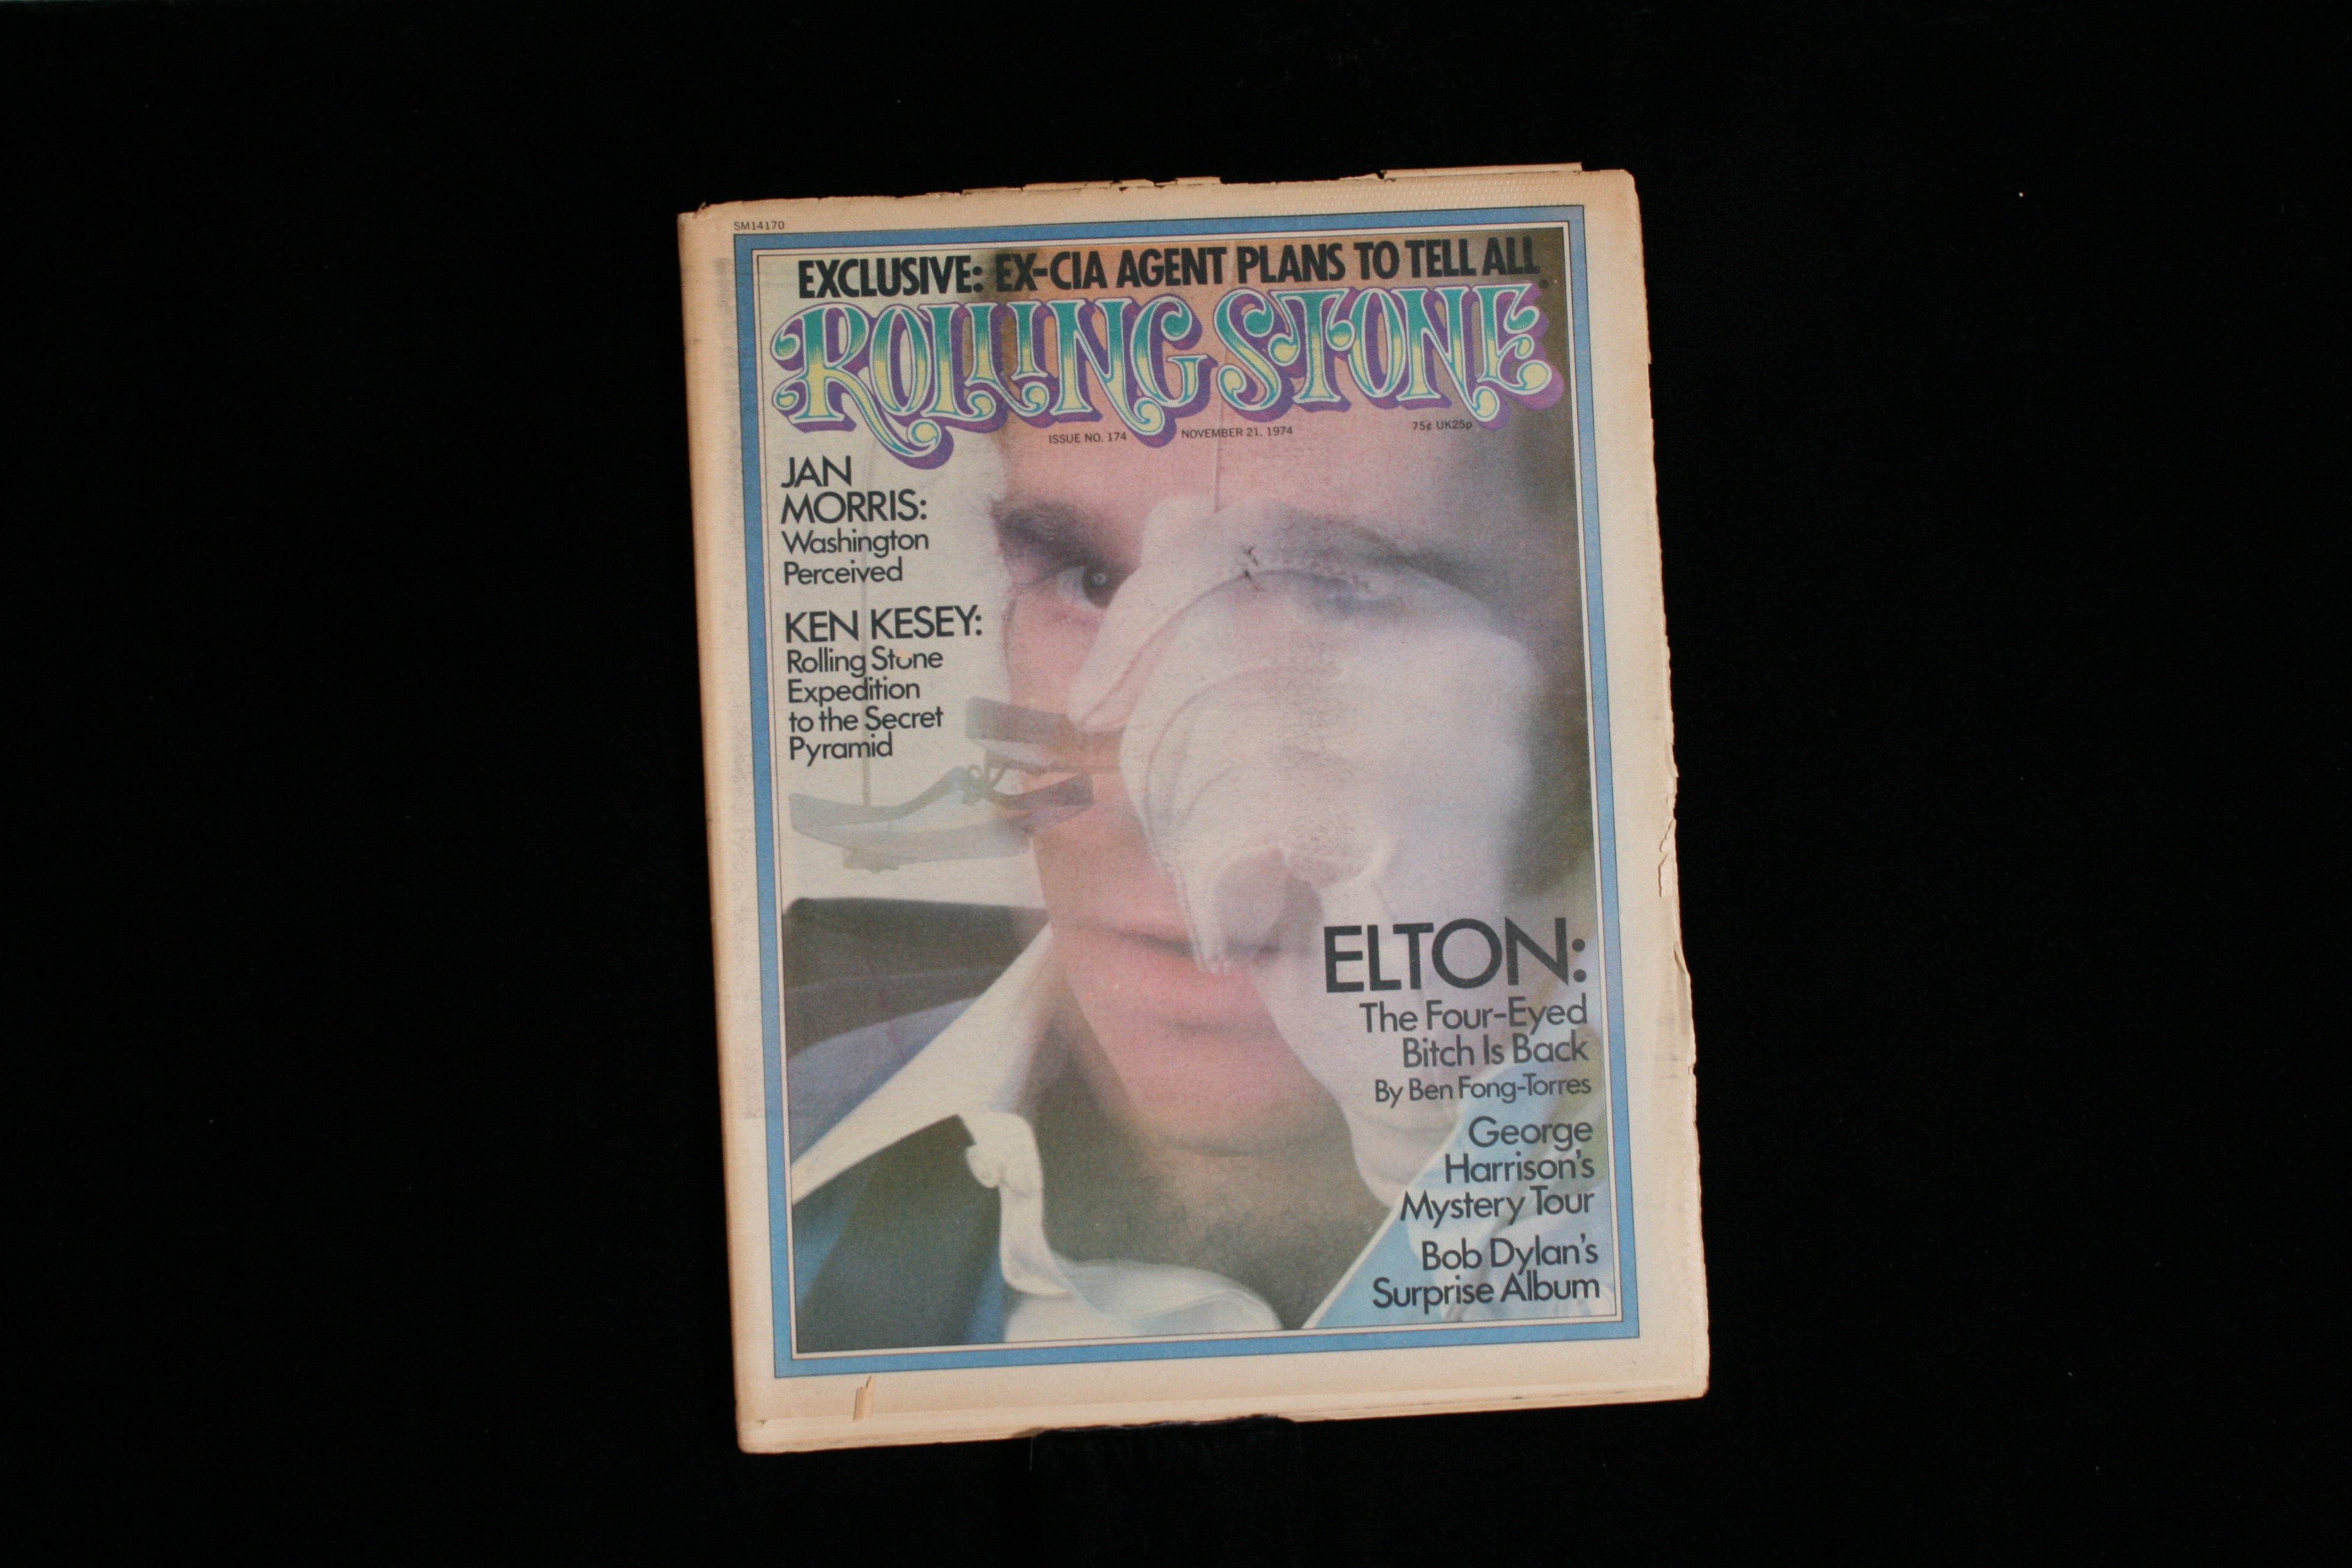 SM14170
EXCLUSIVE: EX-CIA AGENT PLANS TO TELL ALL
ROLLING STONE
ISSUE NO. 174 NOVEMBER 21, 1974 75¢ UK25p
JAN
MORRIS:
Washington
Perceived
KEN KESEY:
Rolling Stone
Expedition
to the Secret
Pyramid
ELTON:
The Four-Eyed
Bitch Is Back
By Ben Fong-Torres
George
Harrison's
Mystery Tour
Bob Dylan's
Surprise Album